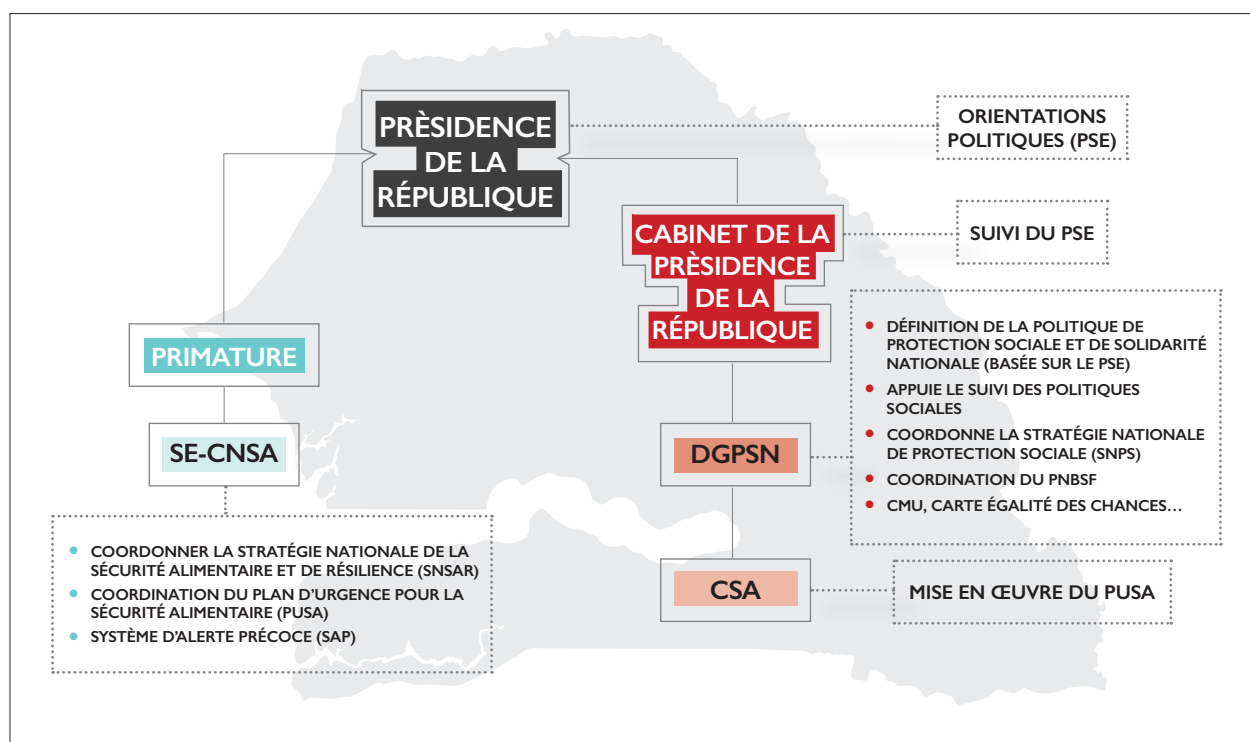 PRÈSIDENCE
DE LA
RÉPUBLIQUE
ORIENTATIONS
POLITIQUES (PSE)
CABINET DE LA
PRÈSIDENCE
DE LA
RÉPUBLIQUE
SUIVI DU PSE
PRIMATURE
SE-CNSA
• COORDONNER LA STRATÉGIE NATIONALE DE LA
SÉCURITÉ ALIMENTAIRE ET DE RÉSILIENCE (SNSAR)
• COORDINATION DU PLAN D'URGENCE POUR LA
SÉCURITÉ ALIMENTAIRE (PUSA)
• SYSTÈME D'ALERTE PRÉCOCE (SAP)
DGPSN
• DÉFINITION DE LA POLITIQUE DE
PROTECTION SOCIALE ET DE SOLIDARITÉ
NATIONALE (BASÉE SUR LE PSE)
• APPUIE LE SUIVI DES POLITIQUES
SOCIALES
• COORDONNE LA STRATÉGIE NATIONALE
DE PROTECTION SOCIALE (SNPS)
• COORDINATION DU PNBSF
• CMU, CARTE ÉGALITÉ DES CHANCES…
CSA
MISE EN ŒUVRE DU PUSA